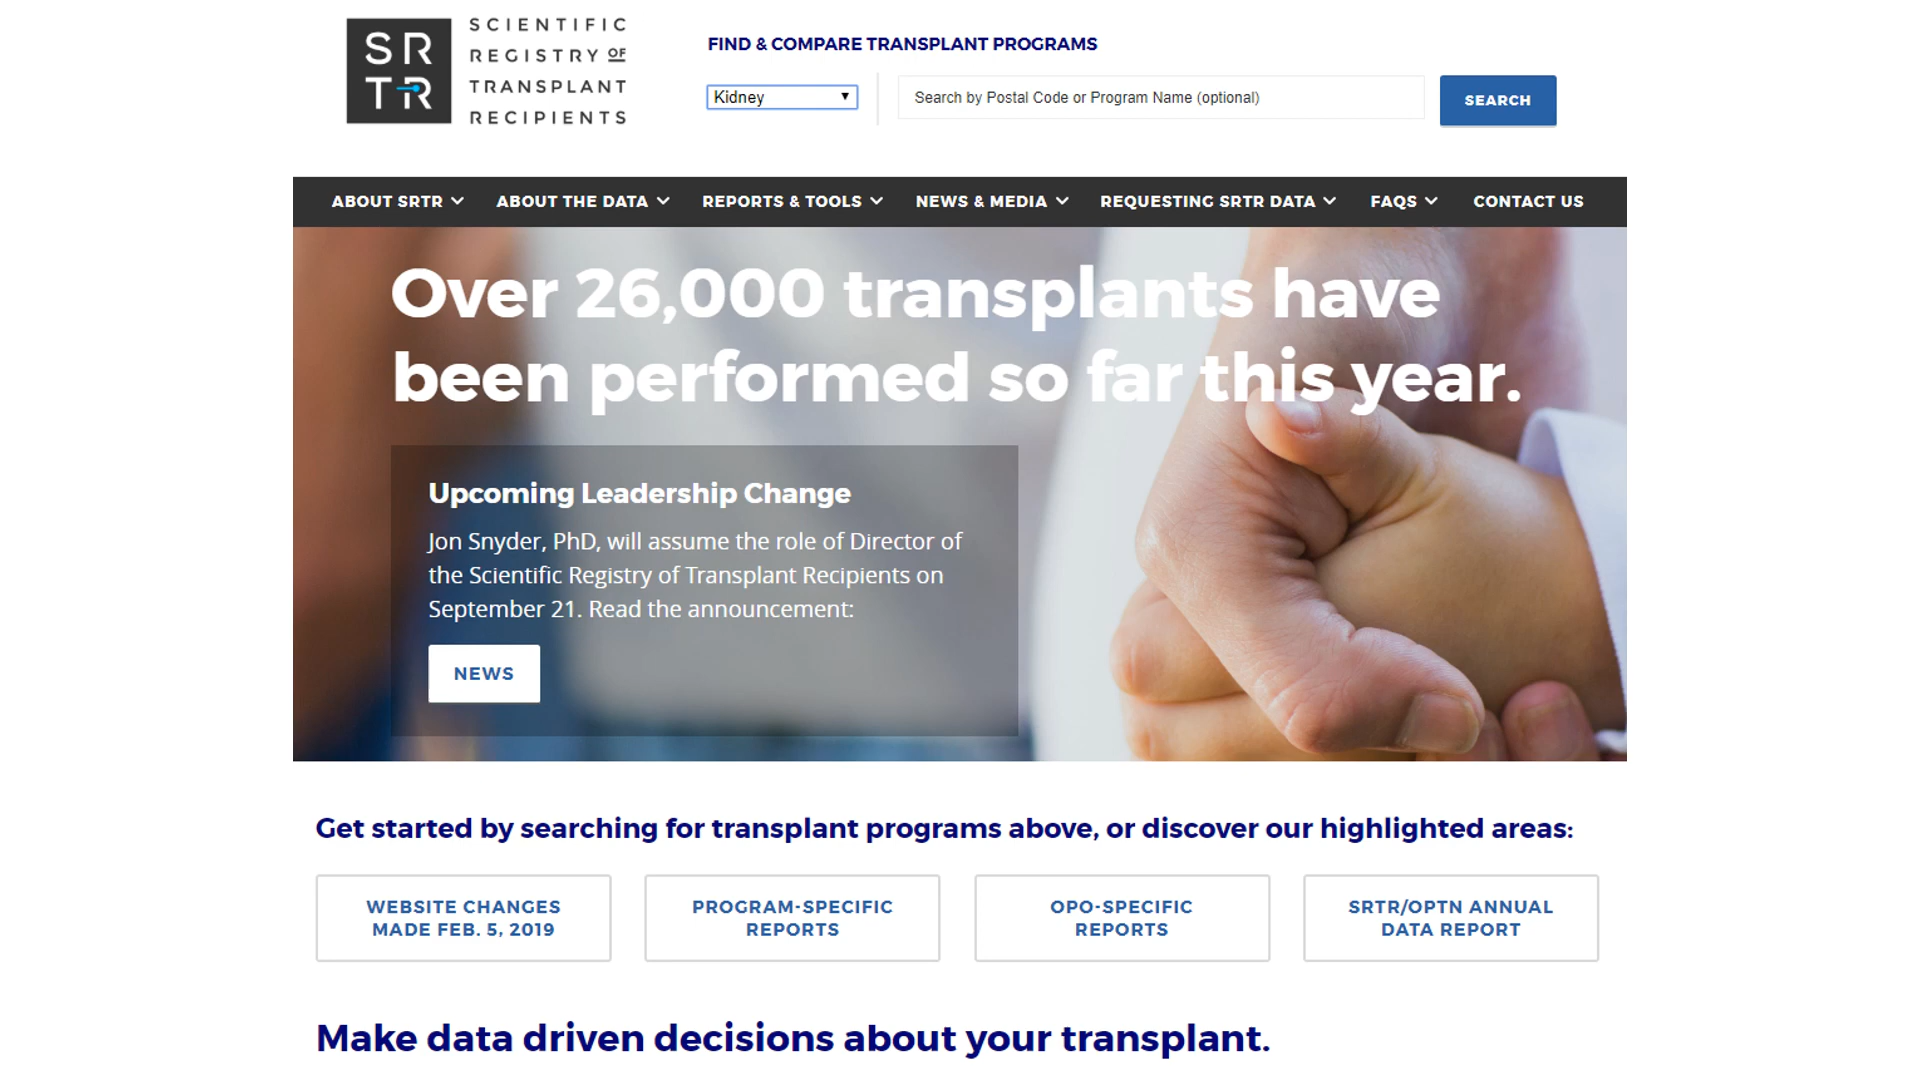 SR
TR
SCIENTIFIC
REGISTRY OF
TRANSPLANT
RECIPIENTS
FIND & COMPARE TRANSPLANT PROGRAMS
Kidney
Search by Postal Code or Program Name (optional)
SEARCH
ABOUT SRTR
ABOUT THE DATA
REPORTS & TOOLS
NEWS & MEDIA
REQUESTING SRTR DATA
FAQS
CONTACT US
Over 26,000 transplants have
been performed so far this year.
Upcoming Leadership Change
Jon Snyder, PhD, will assume the role of Director of
the Scientific Registry of Transplant Recipients on
September 21. Read the announcement:
NEWS
Get started by searching for transplant programs above, or discover our highlighted areas:
WEBSITE CHANGES
MADE FEB. 5, 2019
PROGRAM-SPECIFIC
REPORTS
OPO-SPECIFIC
REPORTS
SRTR/OPTN ANNUAL
DATA REPORT
Make data driven decisions about your transplant.